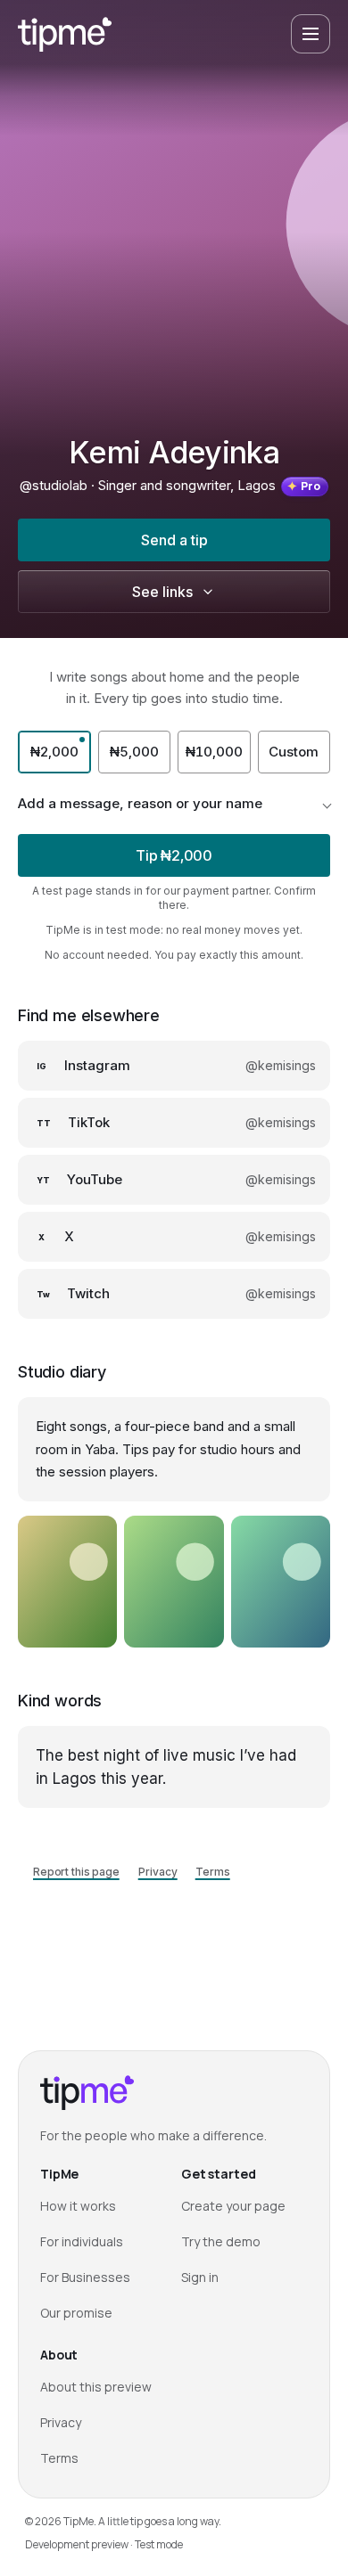 tipme
Kemi Adeyinka
@studiolab · Singer and songwriter, Lagos ✦ Pro
Send a tip
See links
I write songs about home and the people
in it. Every tip goes into studio time.
₦2,000 ₦5,000 ₦10,000 Custom
Add a message, reason or your name
Tip ₦2,000
A test page stands in for our payment partner. Confirm
there.
TipMe is in test mode: no real money moves yet.
No account needed. You pay exactly this amount.
Find me elsewhere
IG Instagram @kemisings
TT TikTok @kemisings
YT YouTube @kemisings
X X @kemisings
Tw Twitch @kemisings
Studio diary
Eight songs, a four-piece band and a small
room in Yaba. Tips pay for studio hours and
the session players.
Kind words
The best night of live music I’ve had
in Lagos this year.
Report this page Privacy Terms
tipme
For the people who make a difference.
TipMe Get started
How it works Create your page
For individuals Try the demo
For Businesses Sign in
Our promise
About
About this preview
Privacy
Terms
© 2026 TipMe. A little tip goes a long way.
Development preview · Test mode